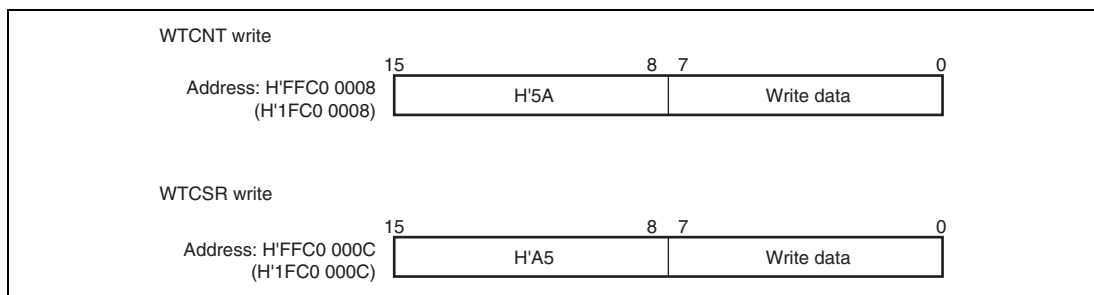 WTCNT write
15 8 7 0
Address: H'FFC0 0008 H'5A Write data
(H'1FC0 0008)
WTCSR write
15 8 7 0
Address: H'FFC0 000C H'A5 Write data
(H'1FC0 000C)